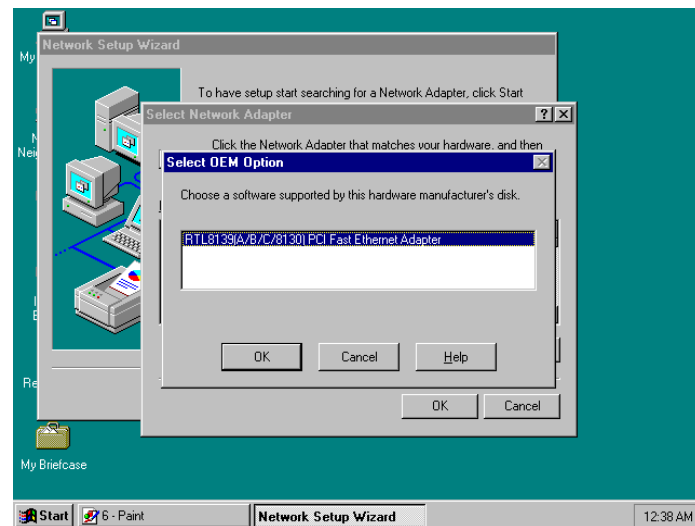 My
Network Setup Wizard
To have setup start searching for a Network Adapter, click Start
Select Network Adapter
N
Nei
Click the Network Adapter that matches your hardware, and then
Select OEM Option
Choose a software supported by this hardware manufacturer's disk.
RTL8139(A/B/C/8130) PCI Fast Ethernet Adapter
I
E
OK
Cancel
Help
Re
OK
Cancel
My Briefcase
Start
6 - Paint
Network Setup Wizard
12:38 AM